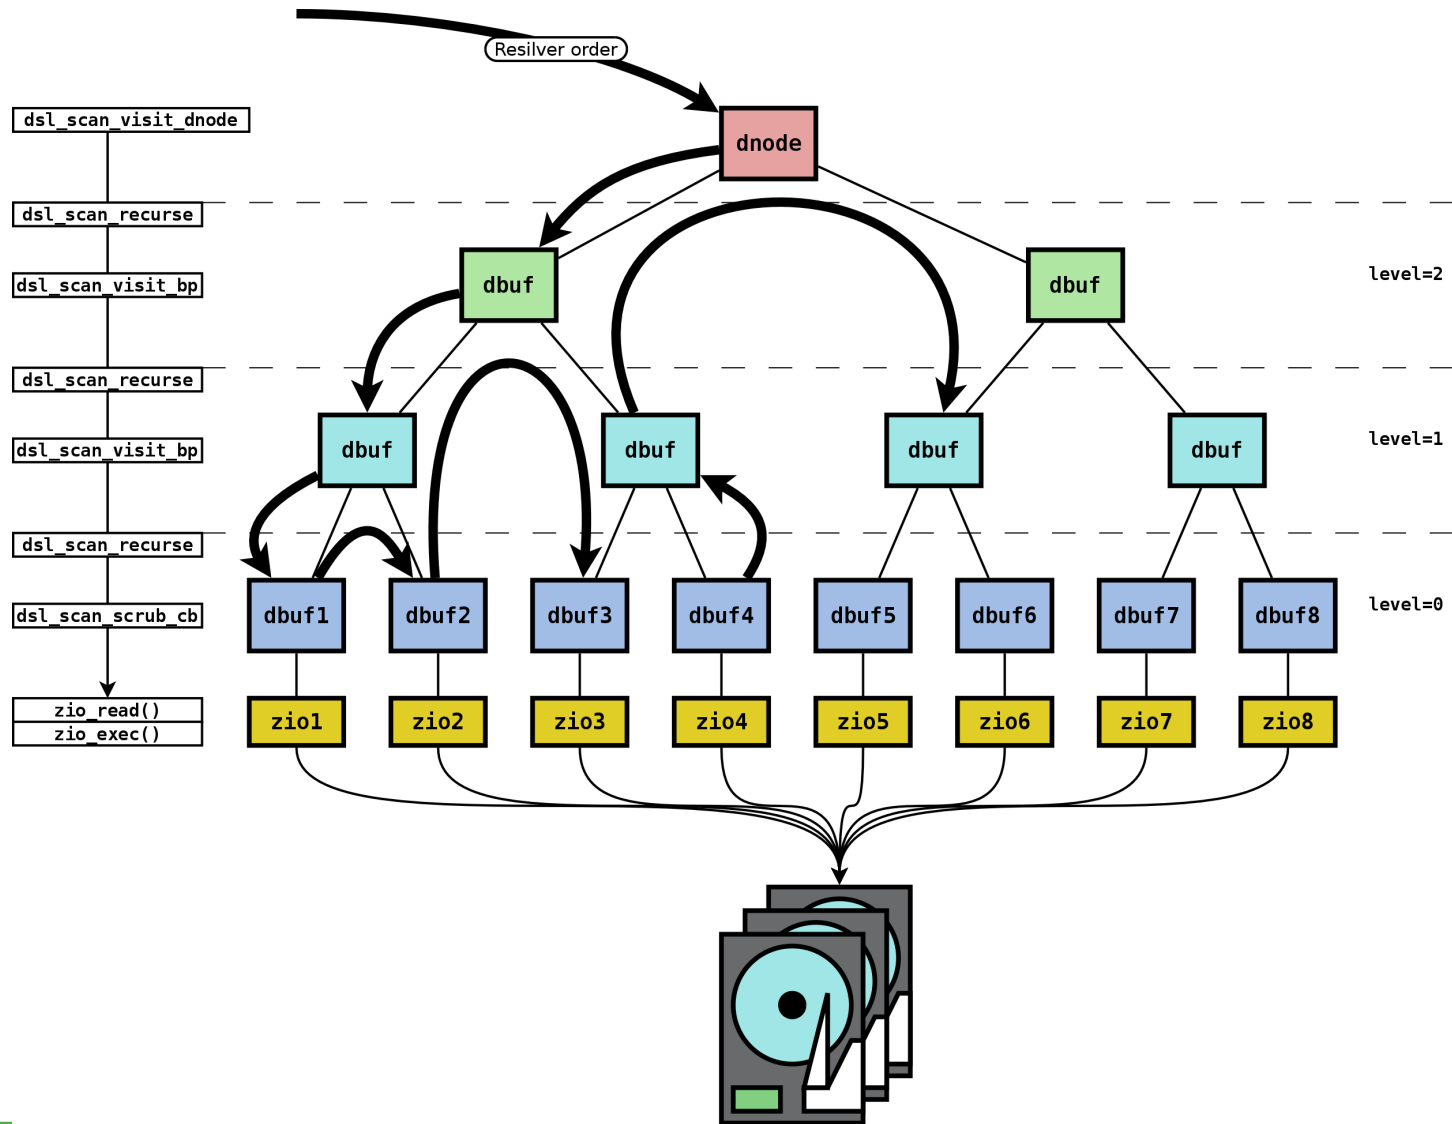 Resilver order
dsl_scan_visit_dnode
dnode
dsl_scan_recurse
dsl_scan_visit_bp
dbuf
dbuf
level=2
dsl_scan_recurse
dsl_scan_visit_bp
dbuf
dbuf
dbuf
dbuf
level=1
dsl_scan_recurse
dsl_scan_scrub_cb
dbuf1
dbuf2
dbuf3
dbuf4
dbuf5
dbuf6
dbuf7
dbuf8
level=0
zio_read()
zio_exec()
zio1
zio2
zio3
zio4
zio5
zio6
zio7
zio8